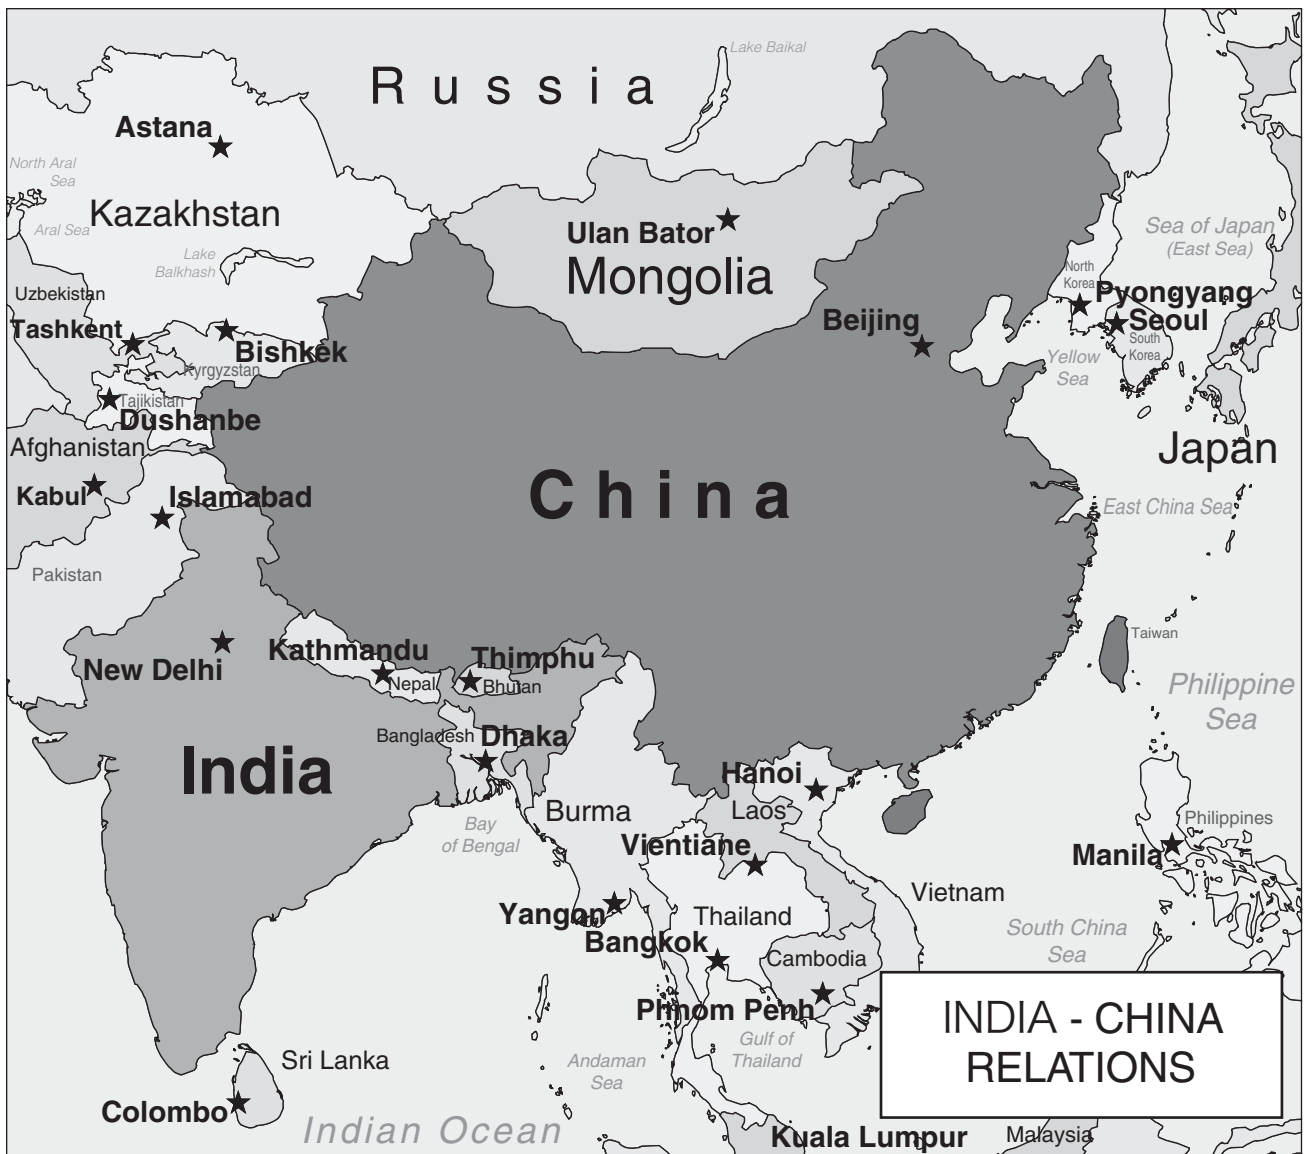 Lake Baikal
Russia
Astana
North Aral
Sea
Kazakhstan
Aral Sea
Ulan Bator
Sea of Japan
(East Sea)
Lake
Balkhash
Mongolia
North
Korea
Uzbekistan
Pyongyang
Beijing
Seoul
Tashkent
South
Korea
Bishkek
Yellow
Sea
Kyrgyzstan
Tajikistan
Dushanbe
Afghanistan
Japan
China
Kabul
Islamabad
East China Sea
Pakistan
Taiwan
Kathmandu
Thimphu
New Delhi
Nepal
Bhutan
Philippine
Sea
Bangladesh
Dhaka
India
Hanoi
Burma
Laos
Philippines
Bay
of Bengal
Vientiane
Manila
Vietnam
Yangon
Thailand
South China
Sea
Bangkok
Cambodia
Phnom Penh
INDIA - CHINA
RELATIONS
Gulf of
Thailand
Sri Lanka
Andaman
Sea
Colombo
Indian Ocean
Kuala Lumpur
Malaysia